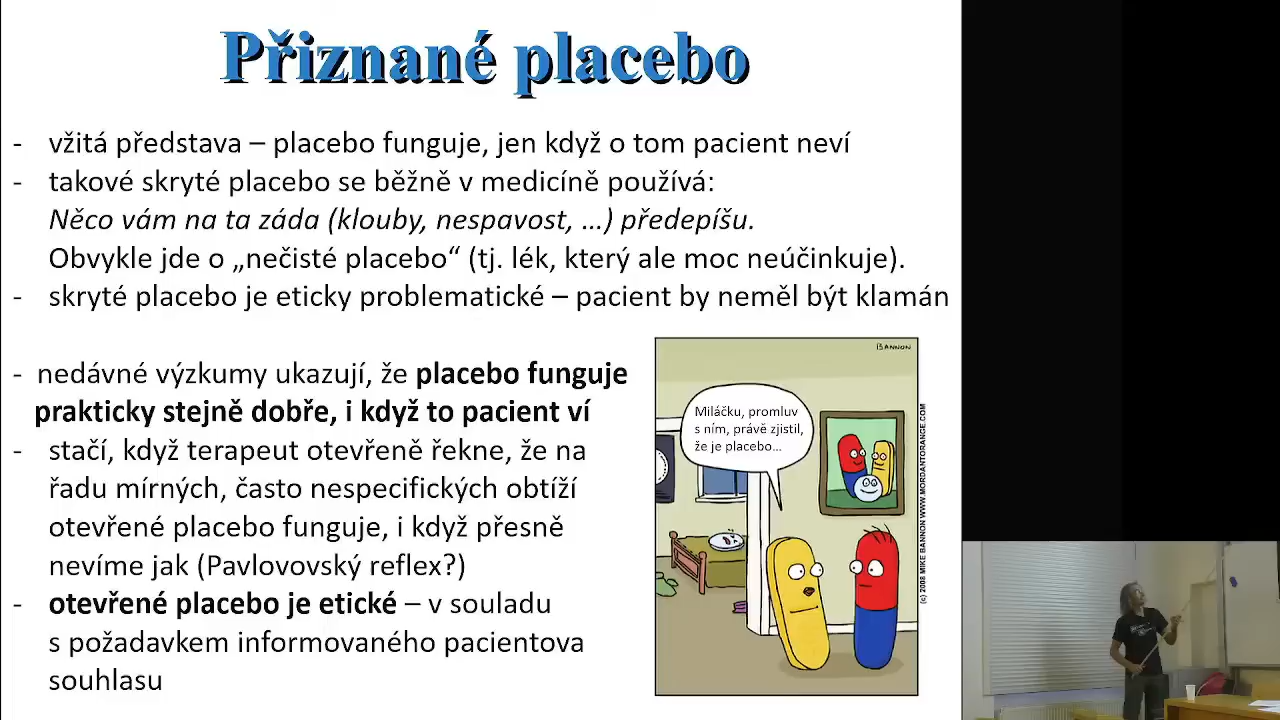 Přiznané placebo
- vžitá představa – placebo funguje, jen když o tom pacient neví
- takové skryté placebo se běžně v medicíně používá:
Něco vám na ta záda (klouby, nespavost, …) předepíšu.
Obvykle jde o „nečisté placebo“ (tj. lék, který ale moc neúčinkuje).
- skryté placebo je eticky problematické – pacient by neměl být klamán
- nedávné výzkumy ukazují, že placebo funguje
prakticky stejně dobře, i když to pacient ví
- stačí, když terapeut otevřeně řekne, že na
řadu mírných, často nespecifických obtíží
otevřené placebo funguje, i když přesně
nevíme jak (Pavlovovský reflex?)
- otevřené placebo je etické – v souladu
s požadavkem informovaného pacientova
souhlasu
BANNON
Miláčku, promluv
s ním, právě zjistil,
že je placebo…
(c) 2008 MIKE BANNON WWW.MORDANTORANGE.COM